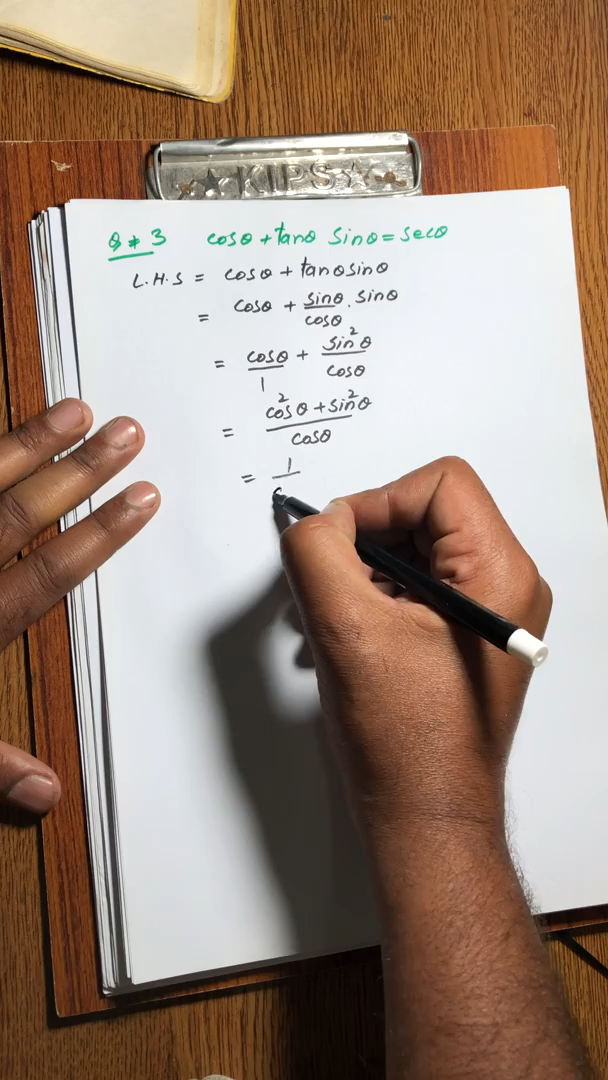 ★ KIPS ★
Q # 3 cosθ + tanθ sinθ = secθ
L.H.S = cosθ + tanθ sinθ
= cosθ + sinθ/cosθ . sinθ
= cosθ/1 + sin²θ/cosθ
= cos²θ + sin²θ / cosθ
= 1/c